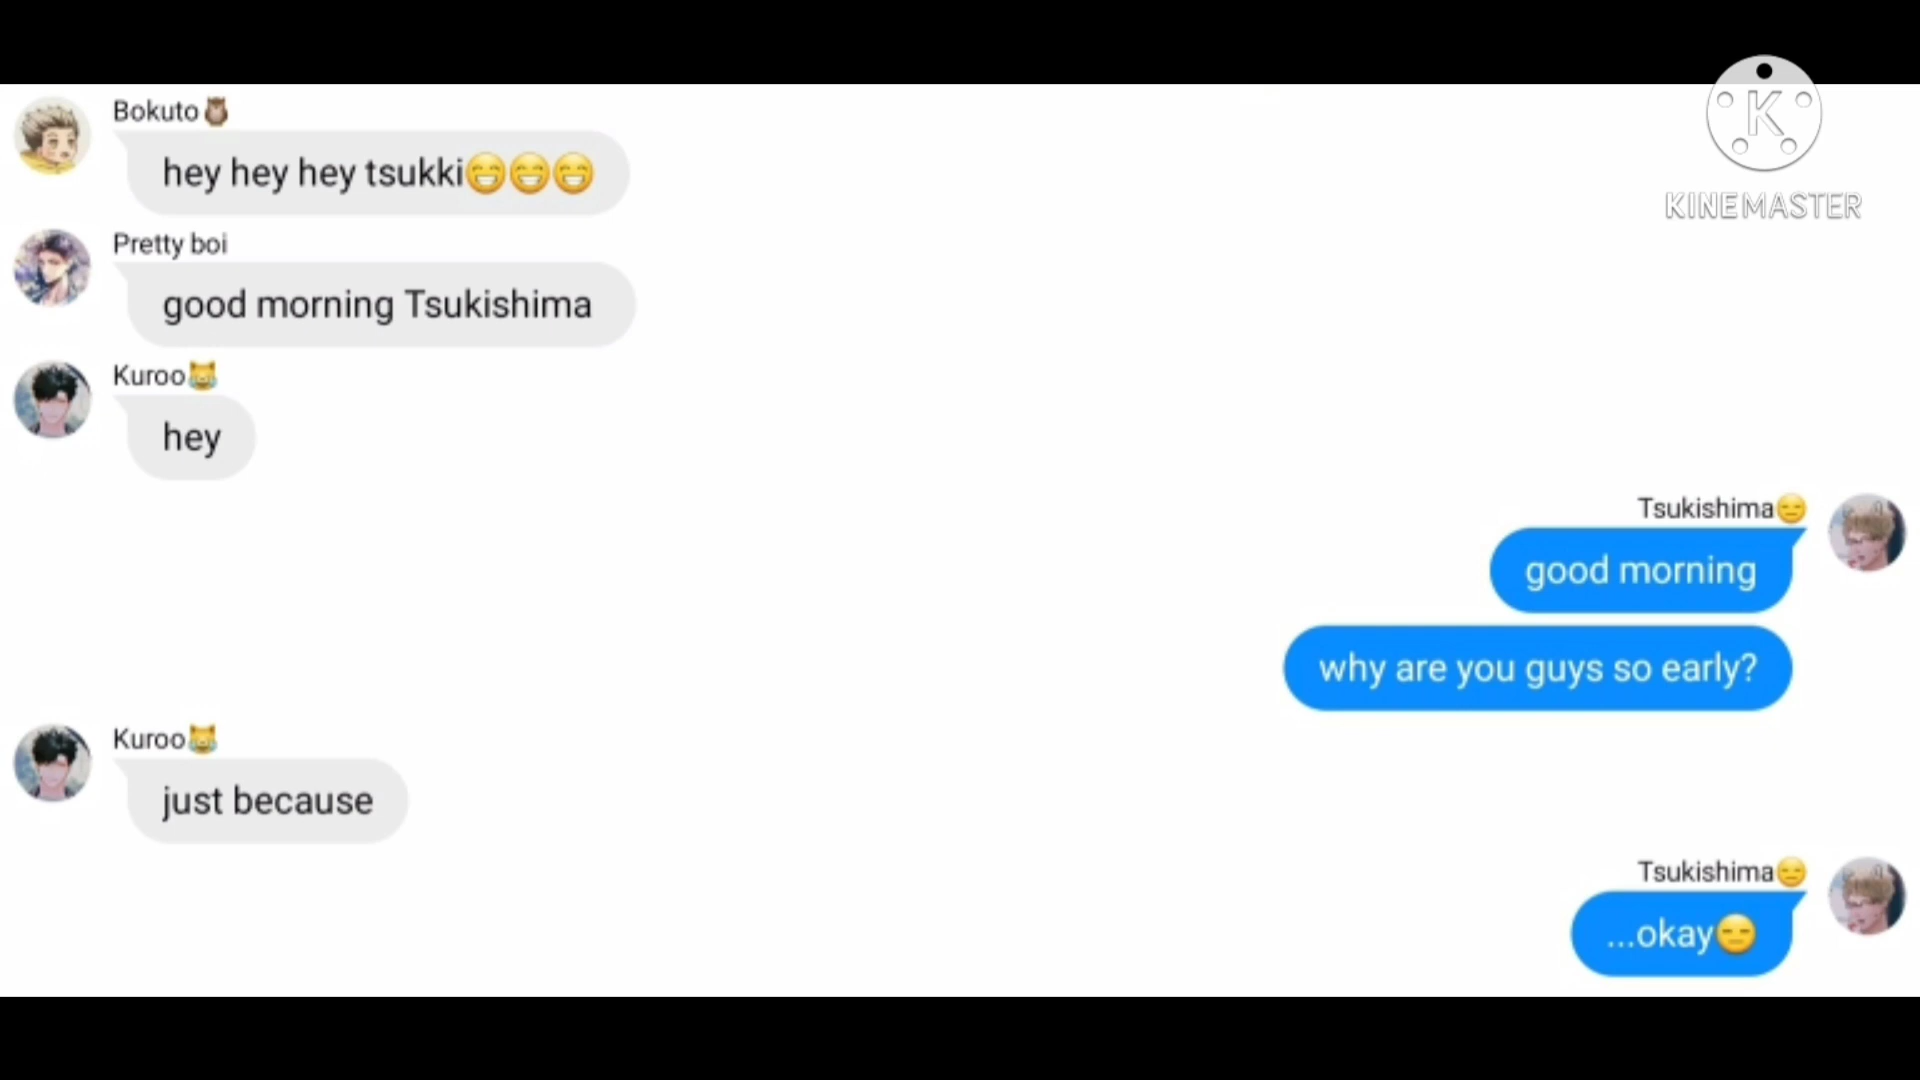 Bokuto🦉
hey hey hey tsukki😁😁😁
Pretty boi
good morning Tsukishima
Kuroo😹
hey
Tsukishima😑
good morning
why are you guys so early?
Kuroo😹
just because
Tsukishima😑
...okay😑
K
KINEMASTER